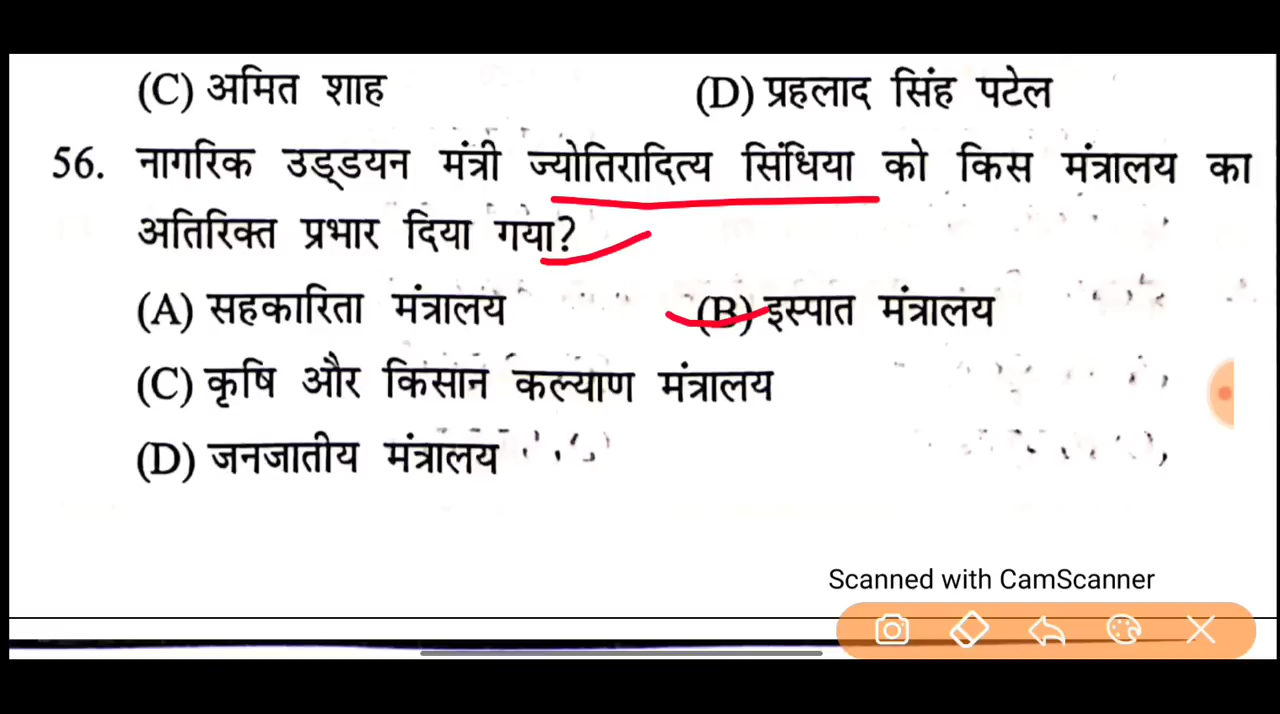 (C) अमित शाह (D) प्रहलाद सिंह पटेल
56. नागरिक उड्डयन मंत्री ज्योतिरादित्य सिंधिया को किस मंत्रालय का
अतिरिक्त प्रभार दिया गया?
(A) सहकारिता मंत्रालय (B) इस्पात मंत्रालय
(C) कृषि और किसान कल्याण मंत्रालय
(D) जनजातीय मंत्रालय
Scanned with CamScanner